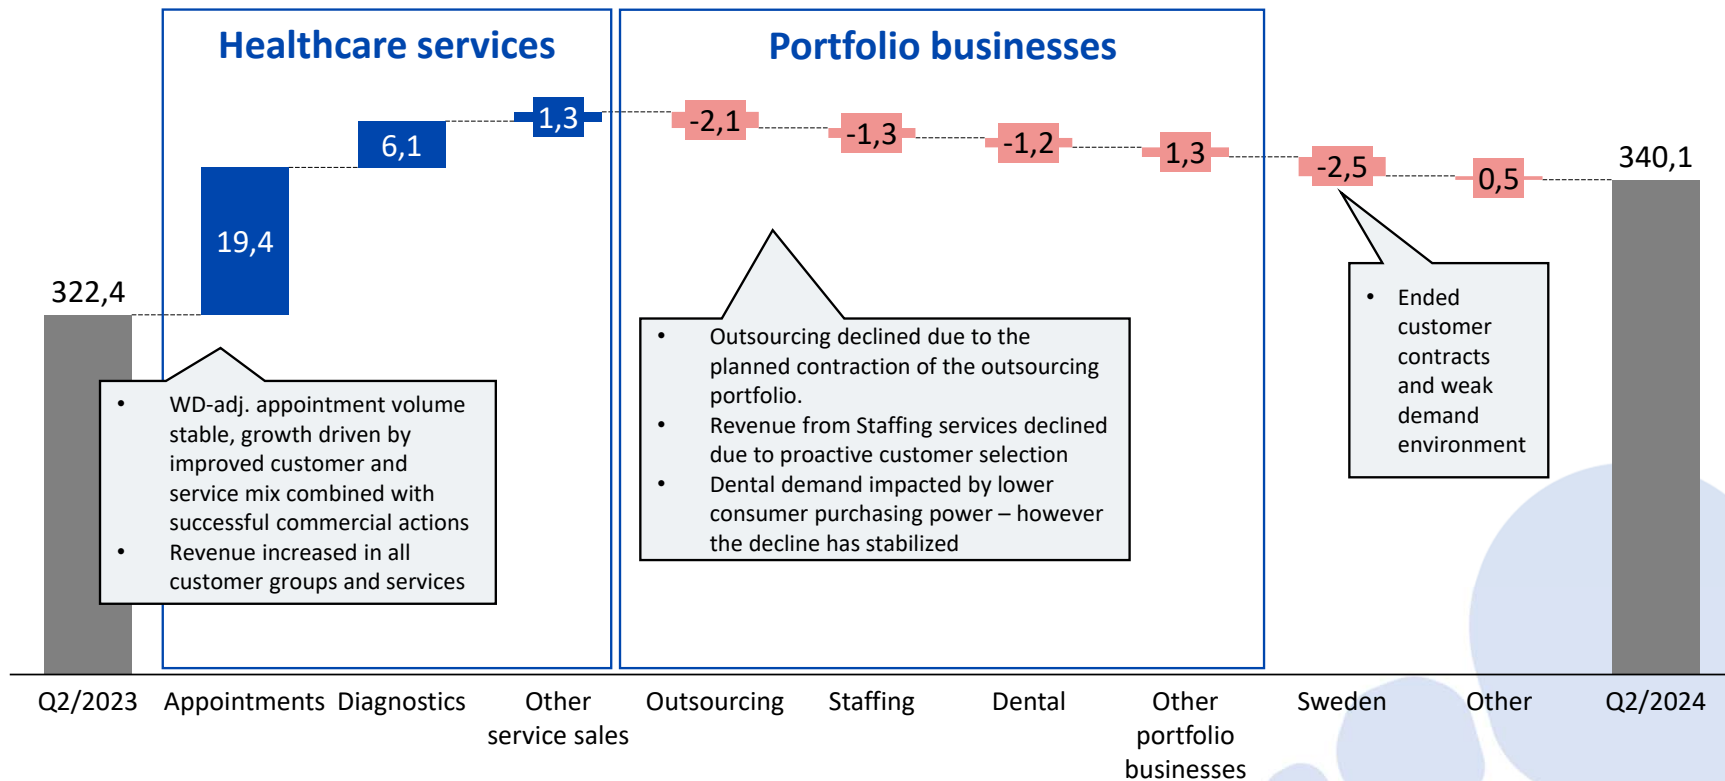 Healthcare services
Portfolio businesses
322,4
19,4
6,1
1,3
-2,1
-1,3
-1,2
1,3
-2,5
0,5
340,1
• WD-adj. appointment volume
stable, growth driven by
improved customer and
service mix combined with
successful commercial actions
• Revenue increased in all
customer groups and services
• Outsourcing declined due to the
planned contraction of the outsourcing
portfolio.
• Revenue from Staffing services declined
due to proactive customer selection
• Dental demand impacted by lower
consumer purchasing power – however
the decline has stabilized
• Ended
customer
contracts
and weak
demand
environment
Q2/2023
Appointments
Diagnostics
Other
service sales
Outsourcing
Staffing
Dental
Other
portfolio
businesses
Sweden
Other
Q2/2024